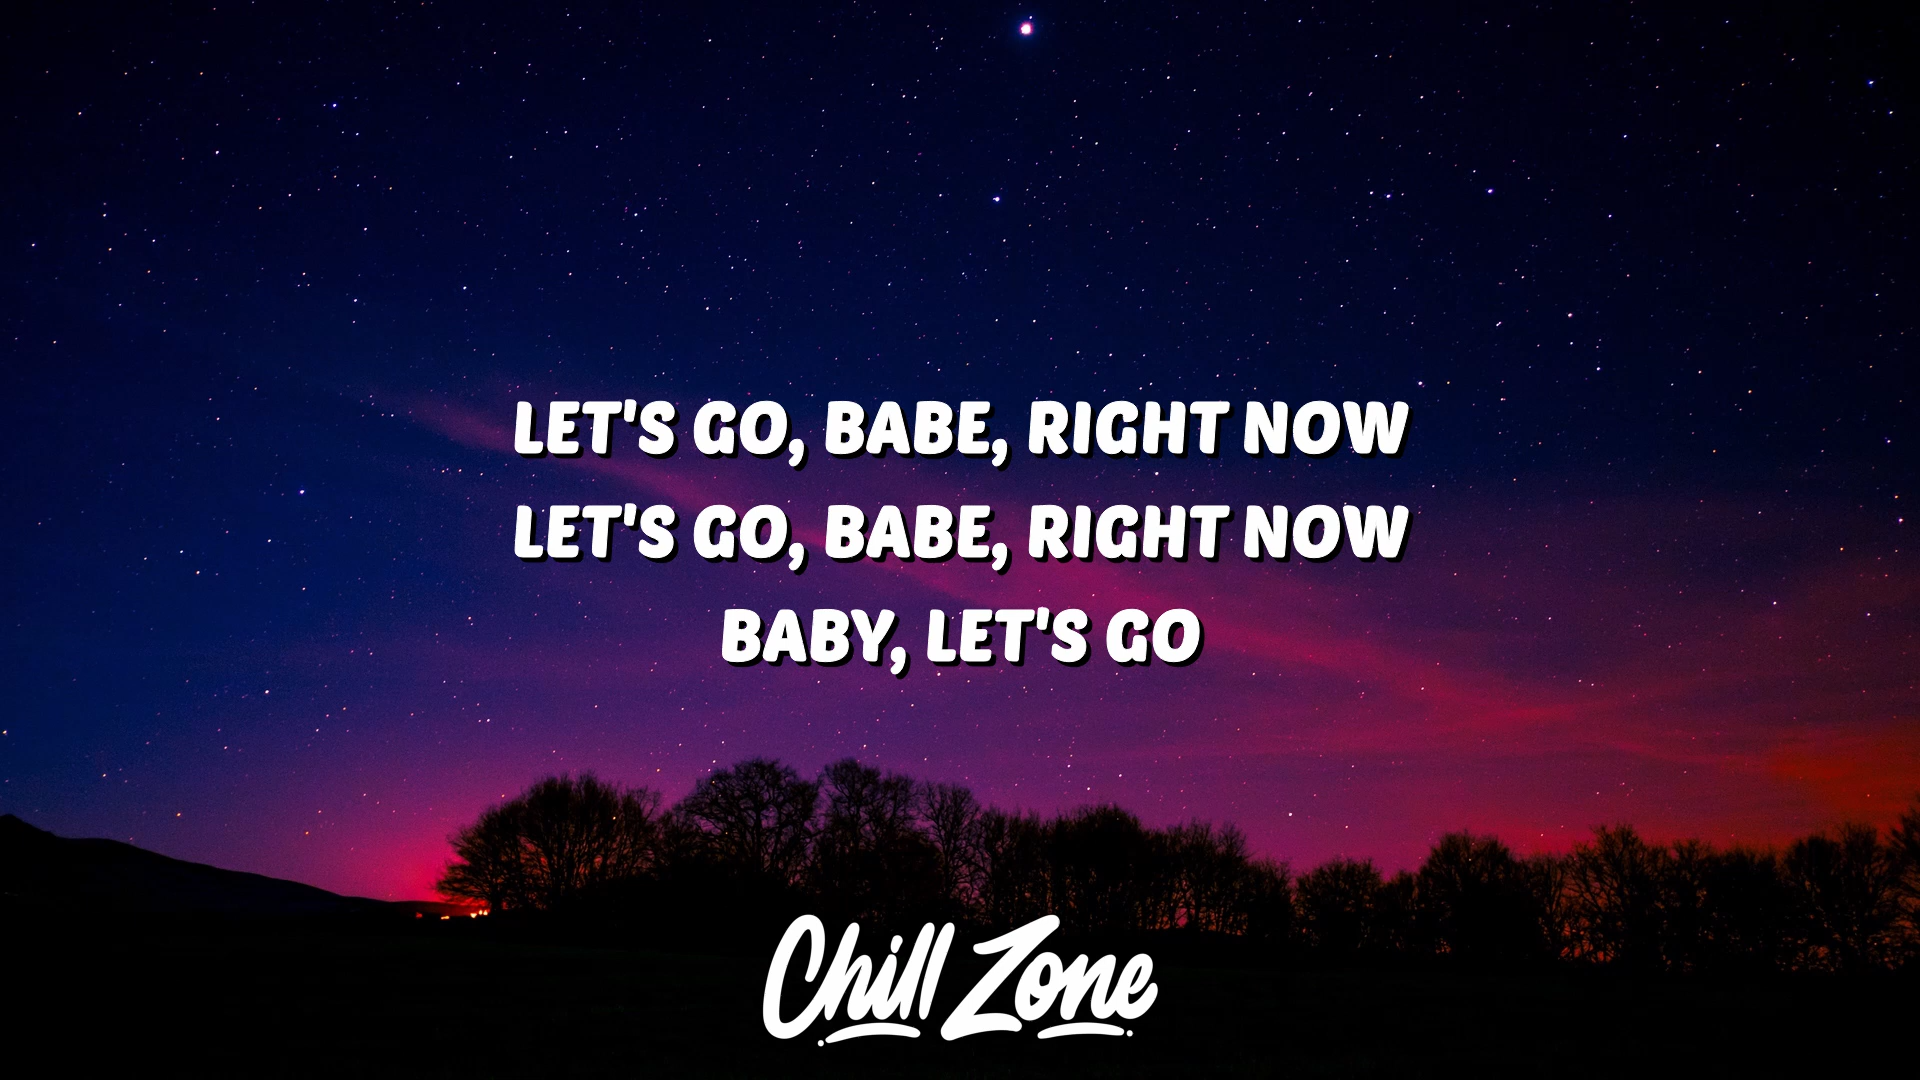 LET'S GO, BABE, RIGHT NOW
LET'S GO, BABE, RIGHT NOW
BABY, LET'S GO
Chill Zone